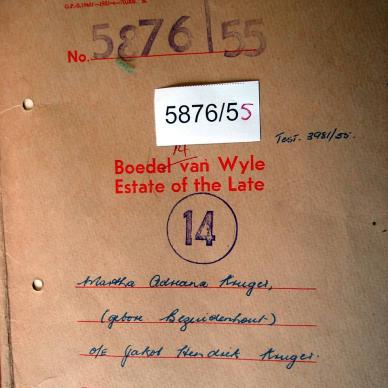 No. 5876/55
5876/55
Test. 3981/55.
14
Boedel van Wyle
Estate of the Late
14
Martha Adriana Kruger,
(gebore Bezuidenhout)
o/e Jakob Hendrick Kruger.